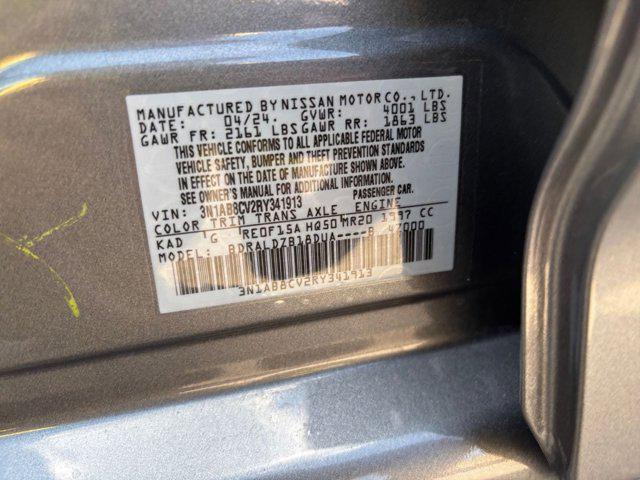 MANUFACTURED BY NISSAN MOTOR CO., LTD.
DATE: 04/24. GVWR: 4001 LBS
GAWR FR: 2161 LBS GAWR RR: 1863 LBS
THIS VEHICLE CONFORMS TO ALL APPLICABLE FEDERAL MOTOR
VEHICLE SAFETY, BUMPER AND THEFT PREVENTION STANDARDS
IN EFFECT ON THE DATE OF MANUFACTURE SHOWN ABOVE.
SEE OWNER'S MANUAL FOR ADDITIONAL INFORMATION.
VIN: 3N1AB8CV2RY341913 PASSENGER CAR.
COLOR TRIM TRANS AXLE ENGINE
KAD G RE0F15A HQ50 MR20 1997 CC
MODEL: BDRALDZB18DUA----B 47000
3N1AB8CV2RY341913